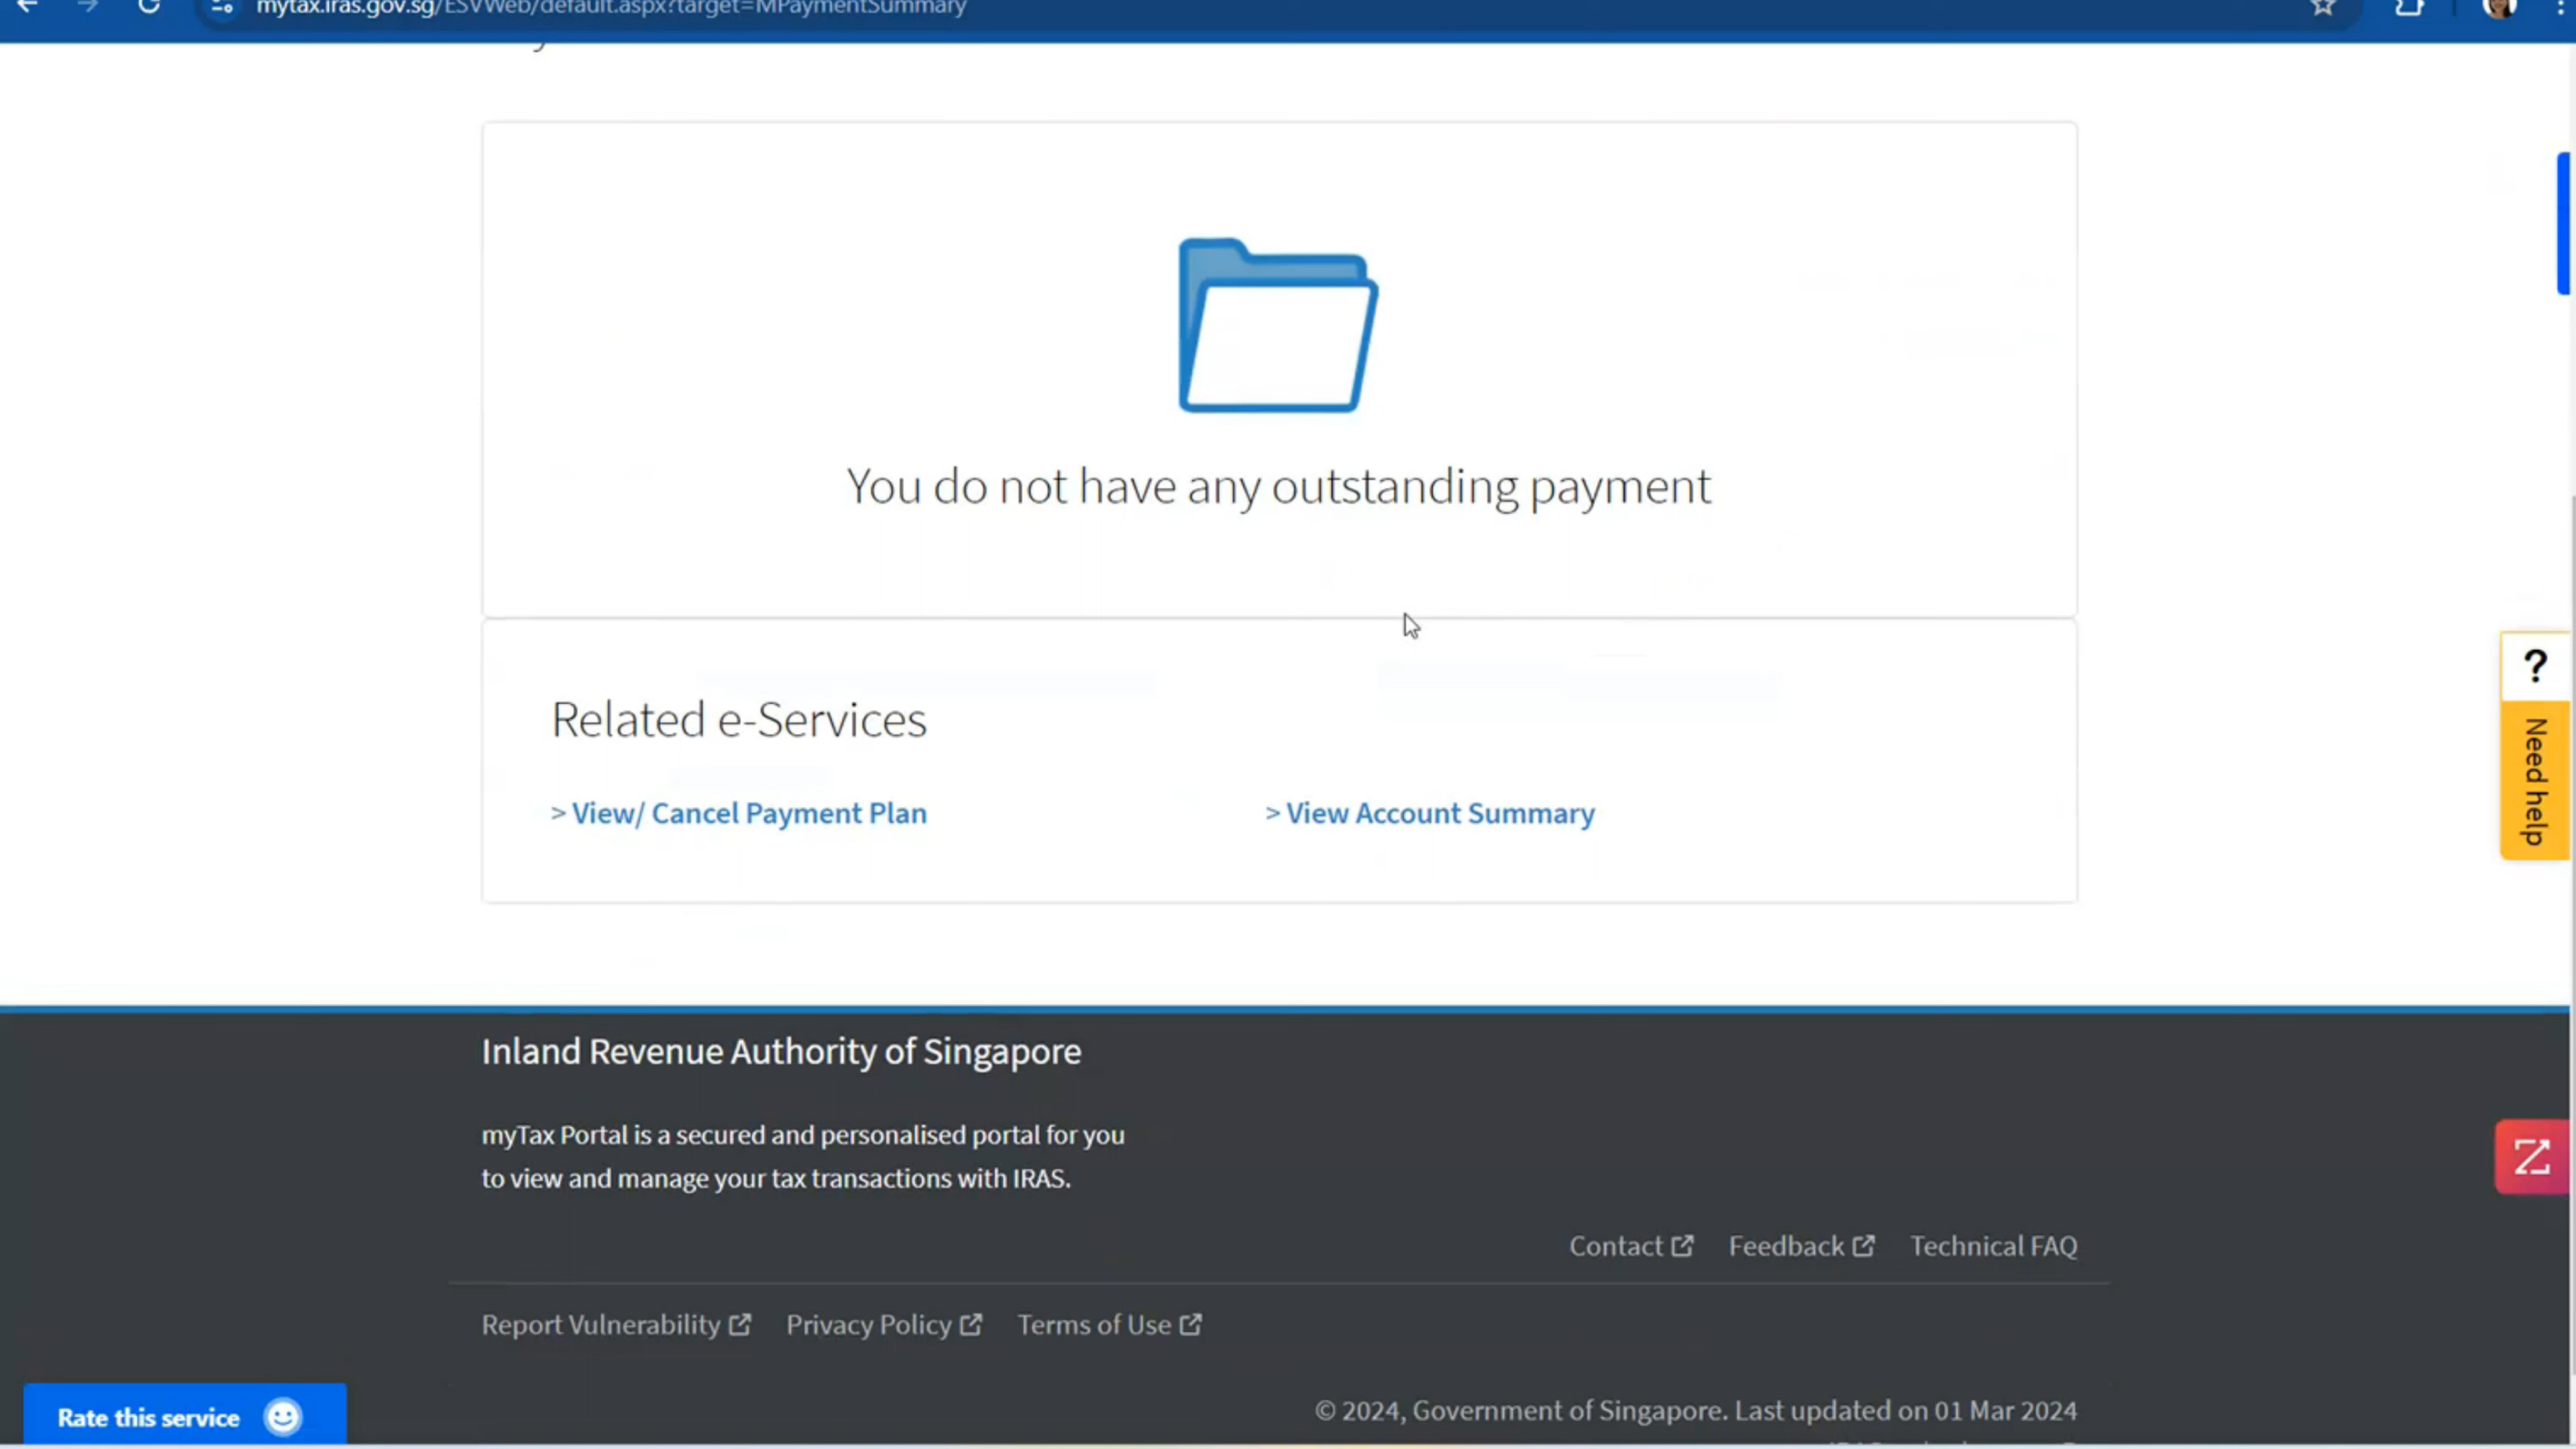 mytax.iras.gov.sg/ESVWeb/default.aspx?target=MPaymentSummary
You do not have any outstanding payment
Related e-Services
> View/ Cancel Payment Plan
> View Account Summary
?
Need help
Inland Revenue Authority of Singapore
myTax Portal is a secured and personalised portal for you
to view and manage your tax transactions with IRAS.
Contact Feedback Technical FAQ
Report Vulnerability Privacy Policy Terms of Use
Rate this service
© 2024, Government of Singapore. Last updated on 01 Mar 2024